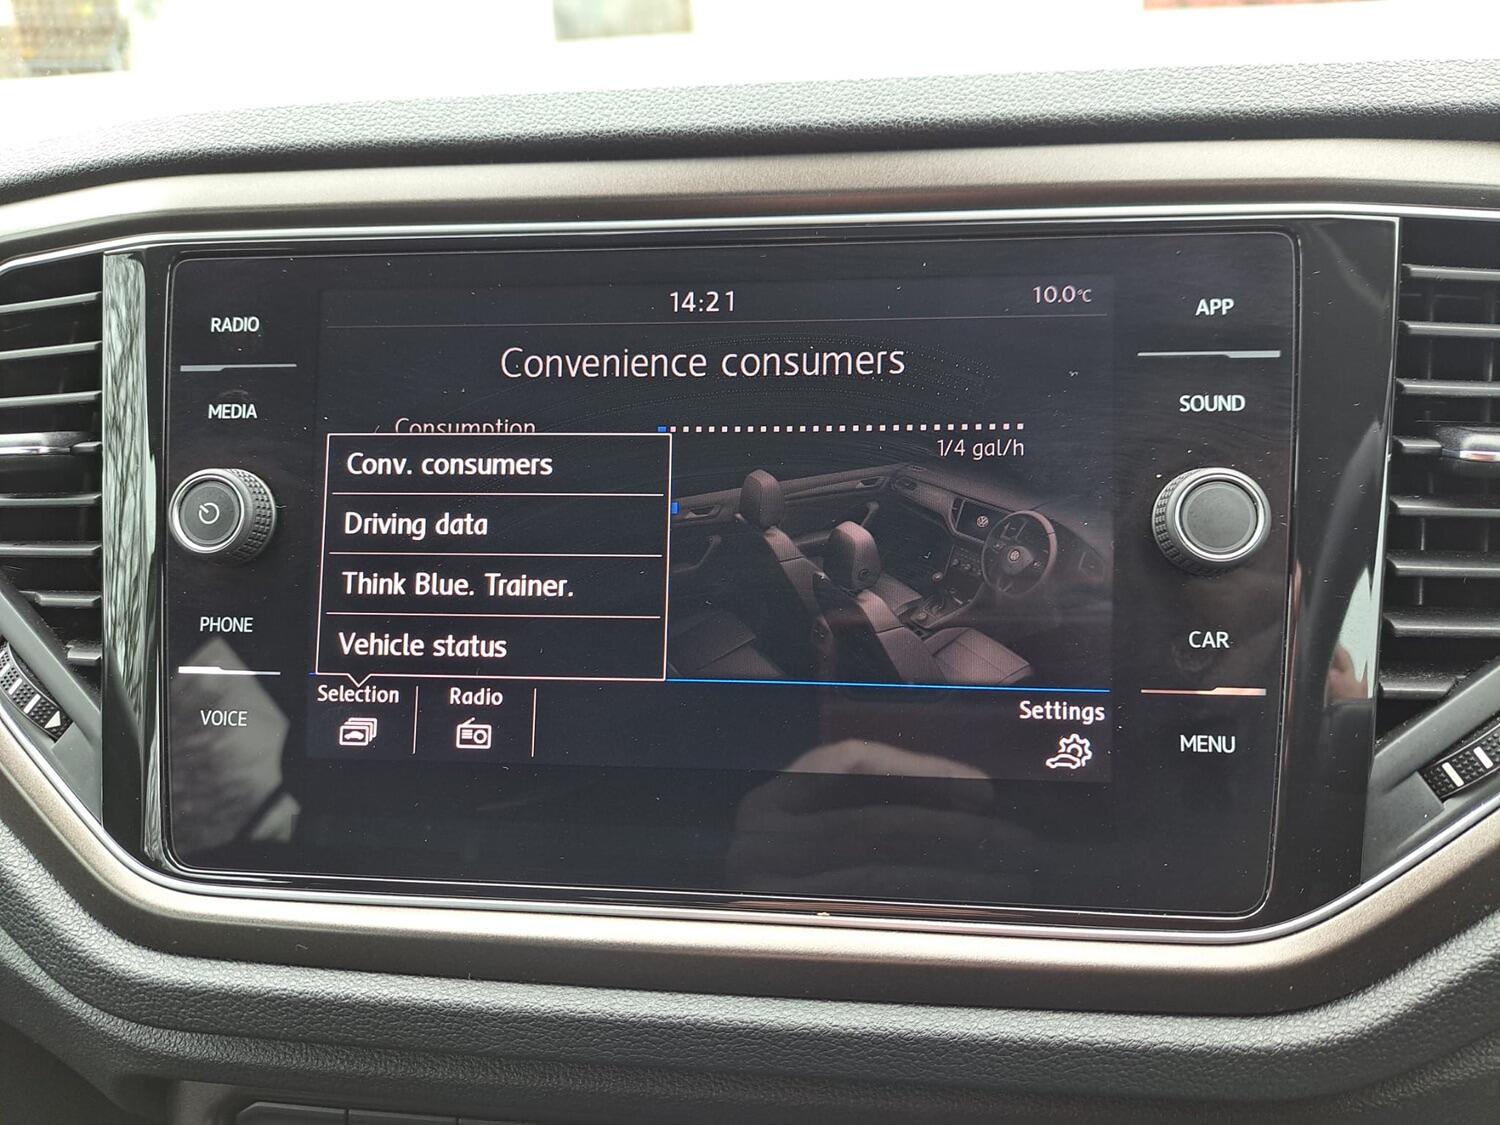 14:21
10.0°C
RADIO
MEDIA
PHONE
VOICE
Convenience consumers
Consumption
1/4 gal/h
Conv. consumers
Driving data
Think Blue. Trainer.
Vehicle status
Selection
Radio
Settings
APP
SOUND
CAR
MENU